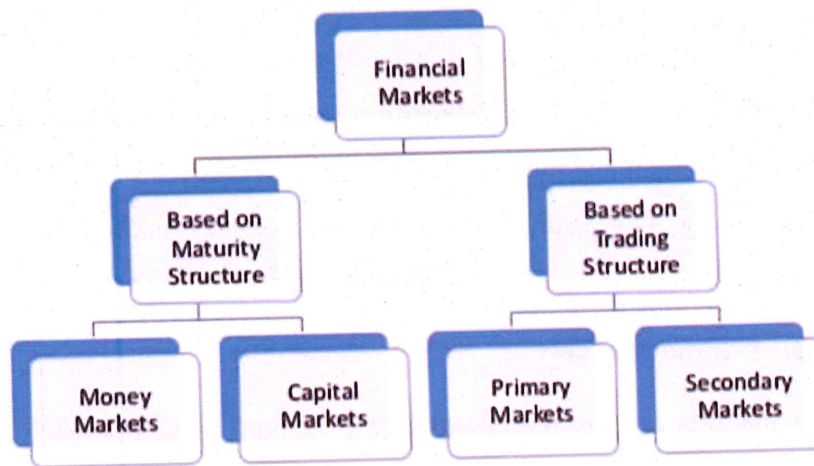 Financial
Markets
Based on
Maturity
Structure
Based on
Trading
Structure
Money
Markets
Capital
Markets
Primary
Markets
Secondary
Markets